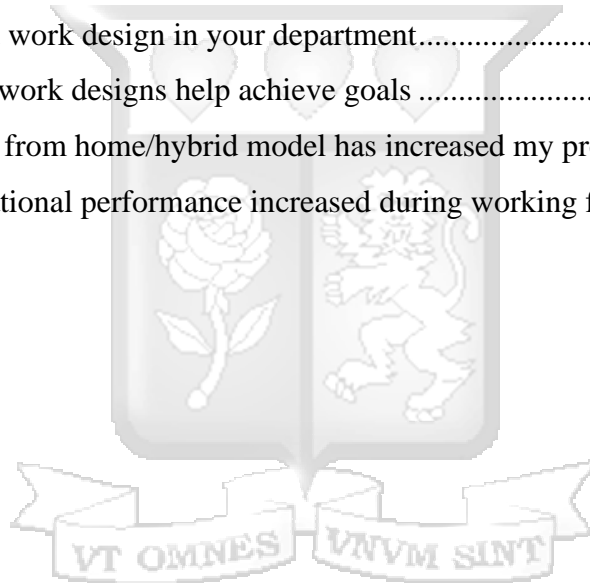 work design in your department.......................
work designs help achieve goals .......................
from home/hybrid model has increased my pr
tional performance increased during working f
VT OMNES VNVM SINT